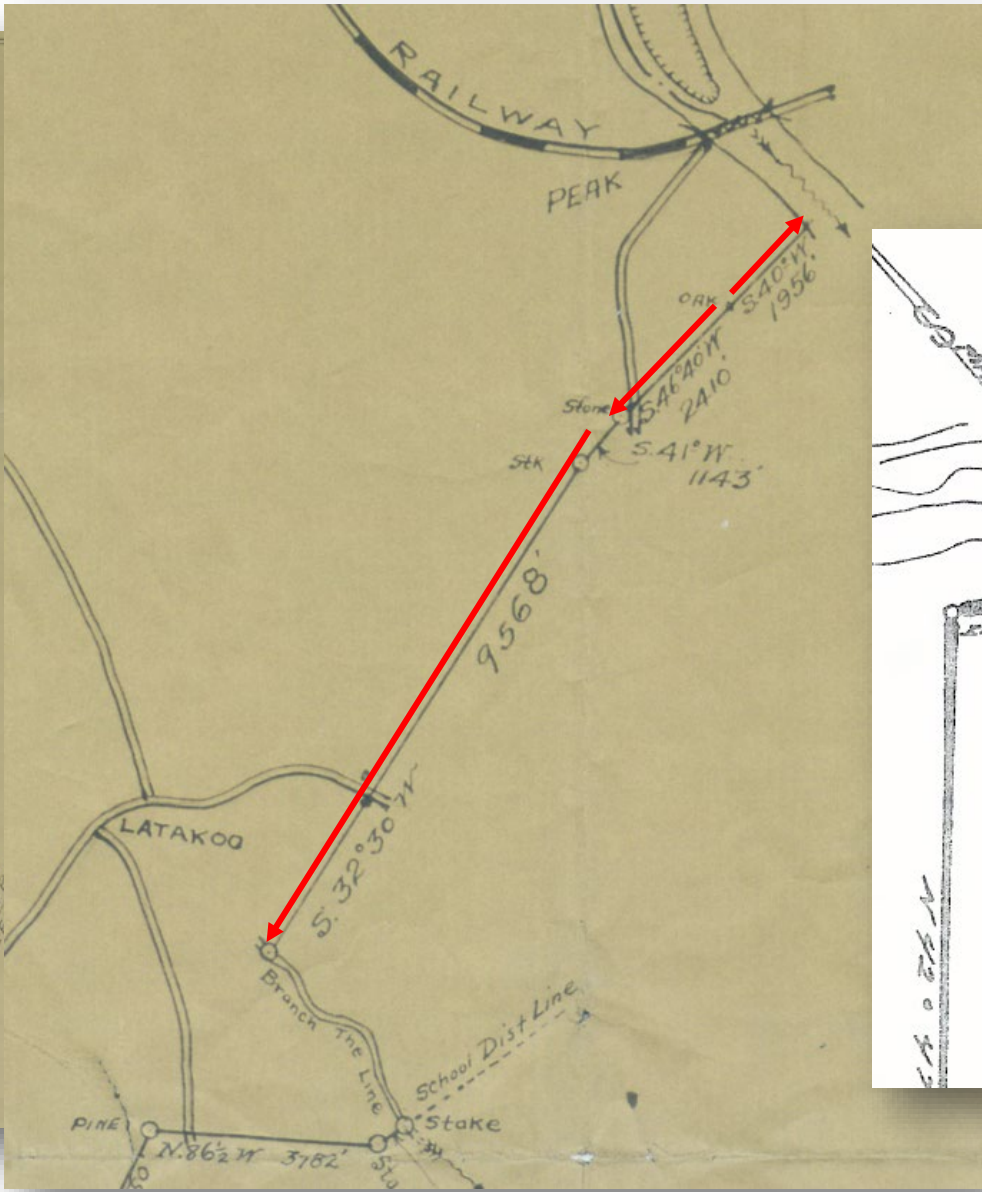 RAILWAY
PEAK
OAK
S.40°W.
1956'
S.46°40'W
2410'
Stone
Stk
S.41°W.
1143'
9568'
S. 32°30' W
LATAKOO
Branch The Line
School Dist Line
Stake
PINE
N.86½ W 3782'